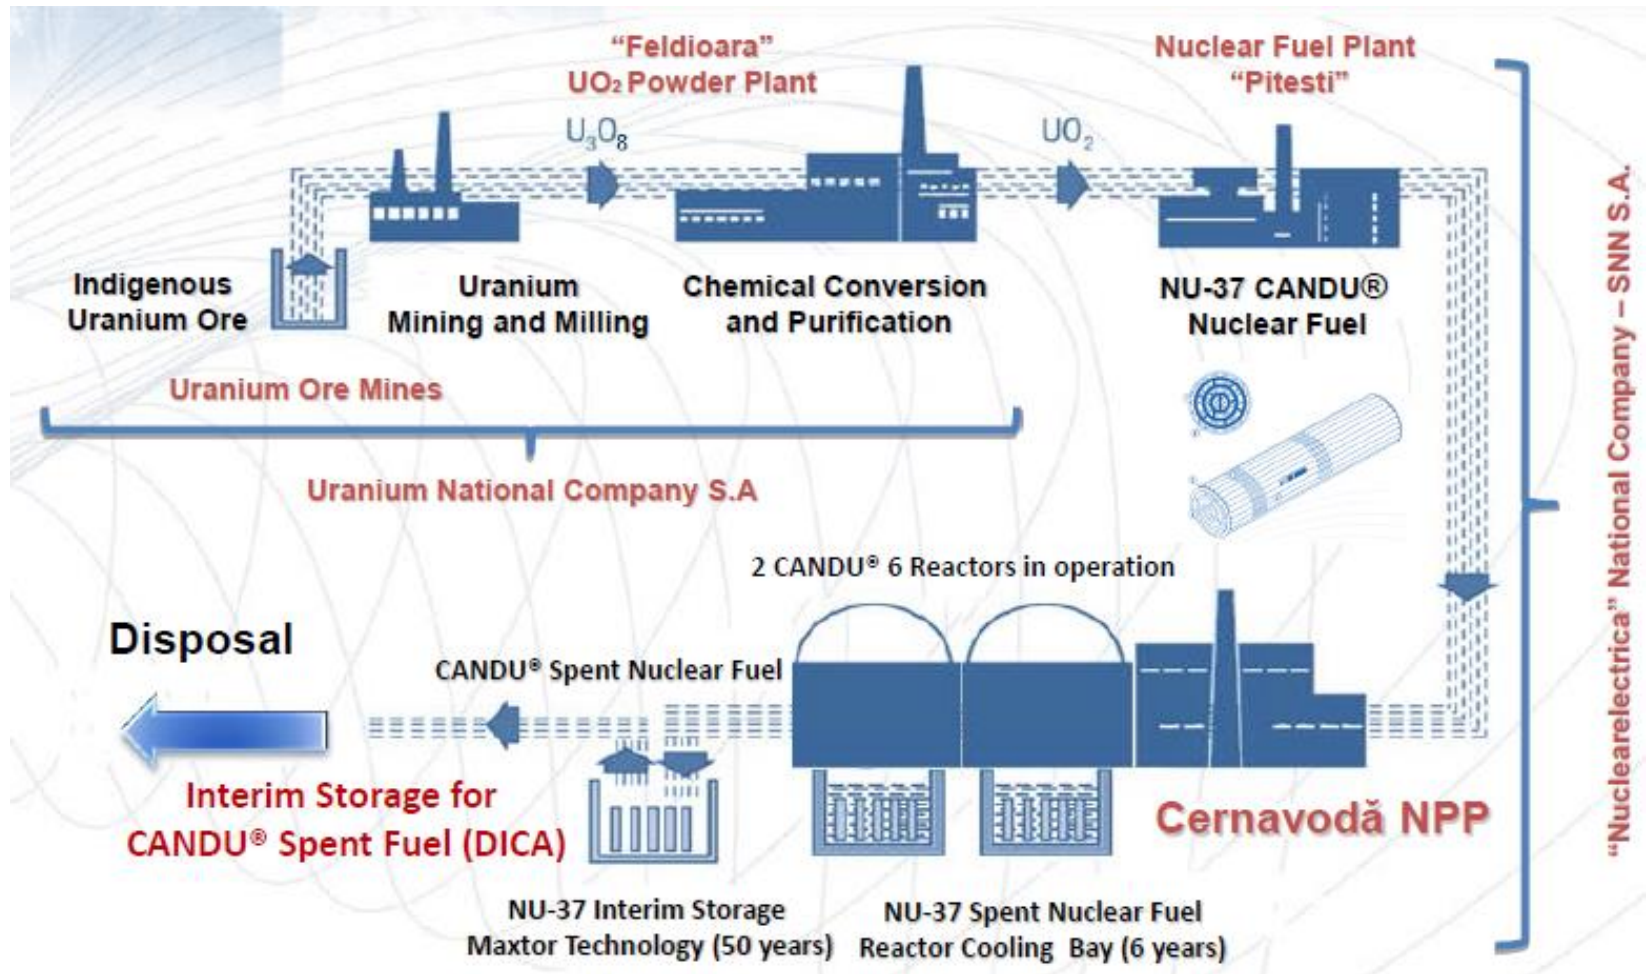 “Feldioara”
UO₂ Powder Plant
Nuclear Fuel Plant
“Pitesti”
U₃O₈
UO₂
Indigenous
Uranium Ore
Uranium
Mining and Milling
Chemical Conversion
and Purification
NU-37 CANDU®
Nuclear Fuel
Uranium Ore Mines
Uranium National Company S.A
“Nuclearelectrica” National Company – SNN S.A.
2 CANDU® 6 Reactors in operation
Disposal
CANDU® Spent Nuclear Fuel
Interim Storage for
CANDU® Spent Fuel (DICA)
Cernavodă NPP
NU-37 Interim Storage
Maxtor Technology (50 years)
NU-37 Spent Nuclear Fuel
Reactor Cooling Bay (6 years)